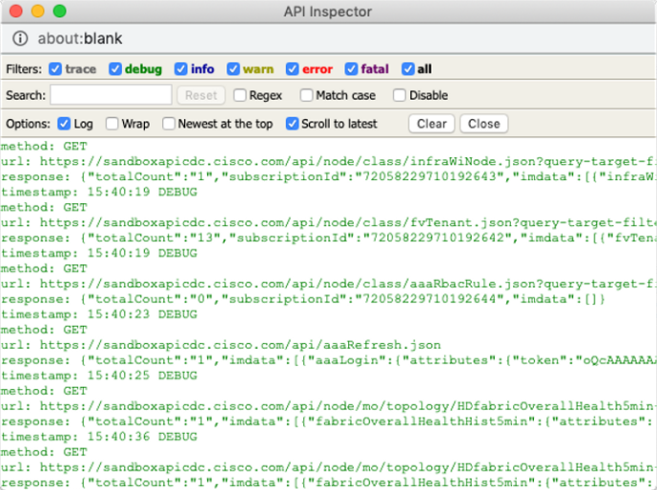 API Inspector
about:blank
Filters: trace debug info warn error fatal all
Search: Reset Regex Match case Disable
Options: Log Wrap Newest at the top Scroll to latest Clear Close
method: GET
url: https://sandboxapicdc.cisco.com/api/node/class/infraWiNode.json?query-target-f
response: {"totalCount":"1","subscriptionId":"72058229710192643","imdata":[{"infraW
timestamp: 15:40:19 DEBUG
method: GET
url: https://sandboxapicdc.cisco.com/api/node/class/fvTenant.json?query-target-filt
response: {"totalCount":"13","subscriptionId":"72058229710192642","imdata":[{"fvTen
timestamp: 15:40:19 DEBUG
method: GET
url: https://sandboxapicdc.cisco.com/api/node/class/aaaRbacRule.json?query-target-f
response: {"totalCount":"0","subscriptionId":"72058229710192644","imdata":[]}
timestamp: 15:40:23 DEBUG
method: GET
url: https://sandboxapicdc.cisco.com/api/aaaRefresh.json
response: {"totalCount":"1","imdata":[{"aaaLogin":{"attributes":{"token":"oQcAAAAAA
timestamp: 15:40:25 DEBUG
method: GET
url: https://sandboxapicdc.cisco.com/api/node/mo/topology/HDfabricOverallHealth5min-
response: {"totalCount":"1","imdata":[{"fabricOverallHealthHist5min":{"attributes":
timestamp: 15:40:36 DEBUG
method: GET
url: https://sandboxapicdc.cisco.com/api/node/mo/topology/HDfabricOverallHealth5min-
response: {"totalCount":"1","imdata":[{"fabricOverallHealthHist5min":{"attributes":